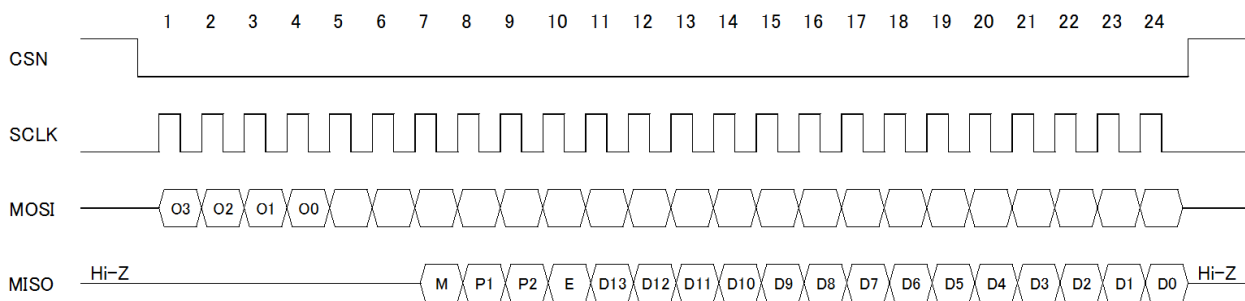 1 2 3 4 5 6 7 8 9 10 11 12 13 14 15 16 17 18 19 20 21 22 23 24
CSN
SCLK
MOSI O3 O2 O1 O0
MISO Hi-Z M P1 P2 E D13 D12 D11 D10 D9 D8 D7 D6 D5 D4 D3 D2 D1 D0 Hi-Z